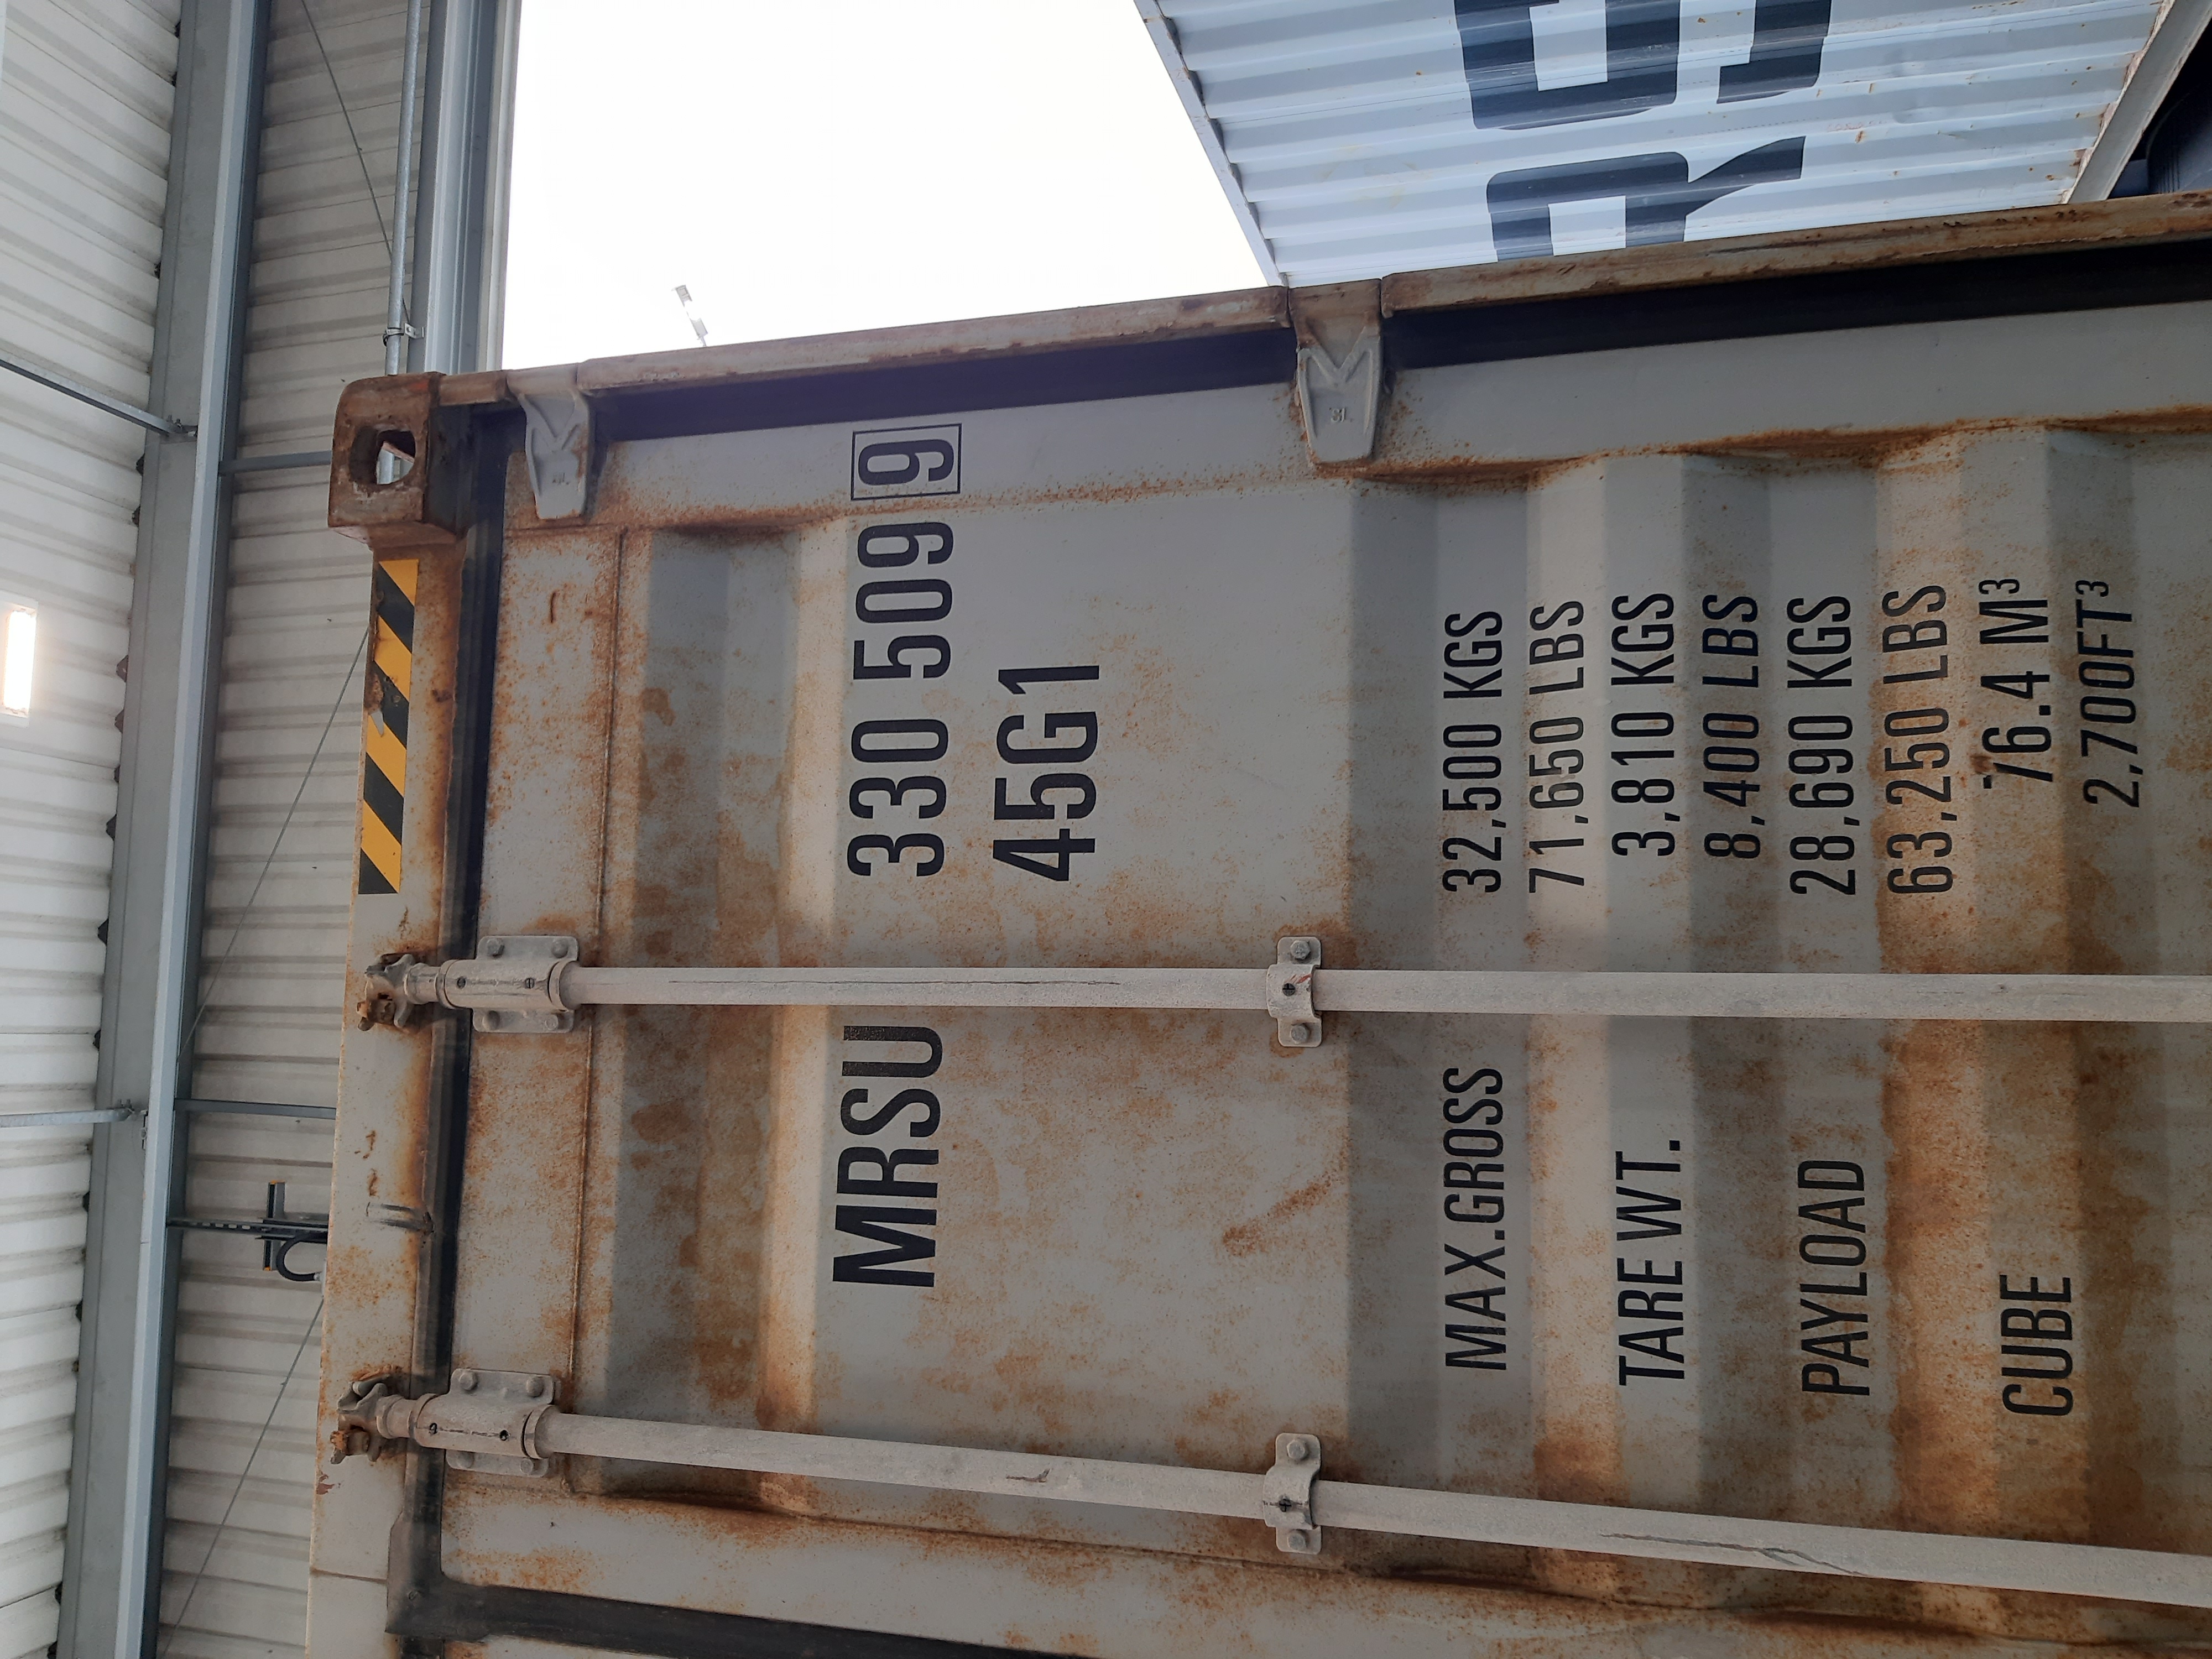 MRSU 330 509 9
45G1
MAX.GROSS 32,500 KGS
71,650 LBS
TARE WT. 3,810 KGS
8,400 LBS
PAYLOAD 28,690 KGS
63,250 LBS
CUBE 76.4 M³
2,700FT³